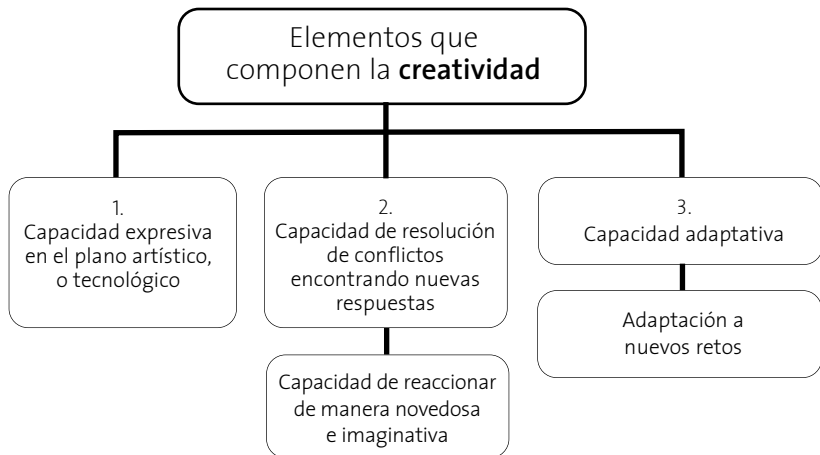 Elementos que
componen la creatividad
1.
Capacidad expresiva
en el plano artístico,
o tecnológico
2.
Capacidad de resolución
de conflictos
encontrando nuevas
respuestas
3.
Capacidad adaptativa
Capacidad de reaccionar
de manera novedosa
e imaginativa
Adaptación a
nuevos retos